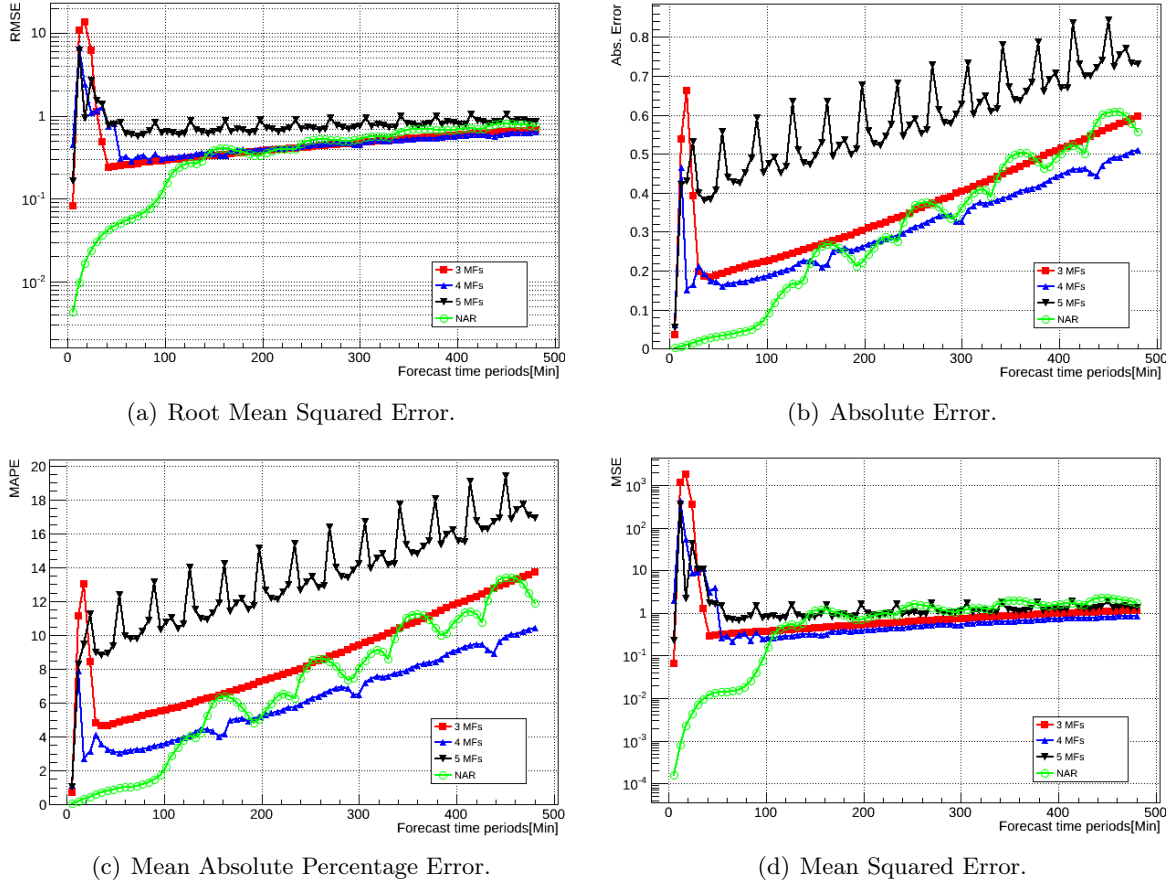 RMSE
10
1
10⁻¹
10⁻²
3 MFs
4 MFs
5 MFs
NAR
0 100 200 300 400 500
Forecast time periods[Min]
(a) Root Mean Squared Error.
Abs. Error
0.8
0.7
0.6
0.5
0.4
0.3
0.2
0.1
0
3 MFs
4 MFs
5 MFs
NAR
0 100 200 300 400 500
Forecast time periods[Min]
(b) Absolute Error.
MAPE
20
18
16
14
12
10
8
6
4
2
0
3 MFs
4 MFs
5 MFs
NAR
0 100 200 300 400 500
Forecast time periods[Min]
(c) Mean Absolute Percentage Error.
MSE
10³
10²
10
1
10⁻¹
10⁻²
10⁻³
10⁻⁴
3 MFs
4 MFs
5 MFs
NAR
0 100 200 300 400 500
Forecast time periods[Min]
(d) Mean Squared Error.